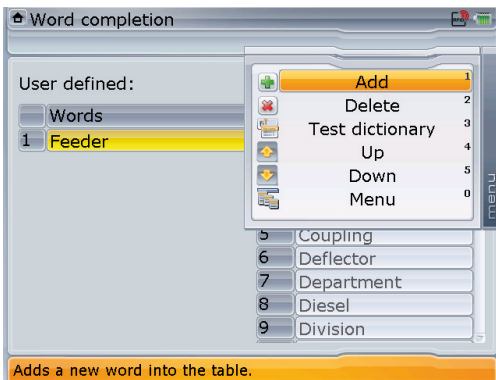 Word completion
User defined:
Words
1 Feeder
Add 1
Delete 2
Test dictionary 3
Up 4
Down 5
Menu 0
menu
5 Coupling
6 Deflector
7 Department
8 Diesel
9 Division
Adds a new word into the table.